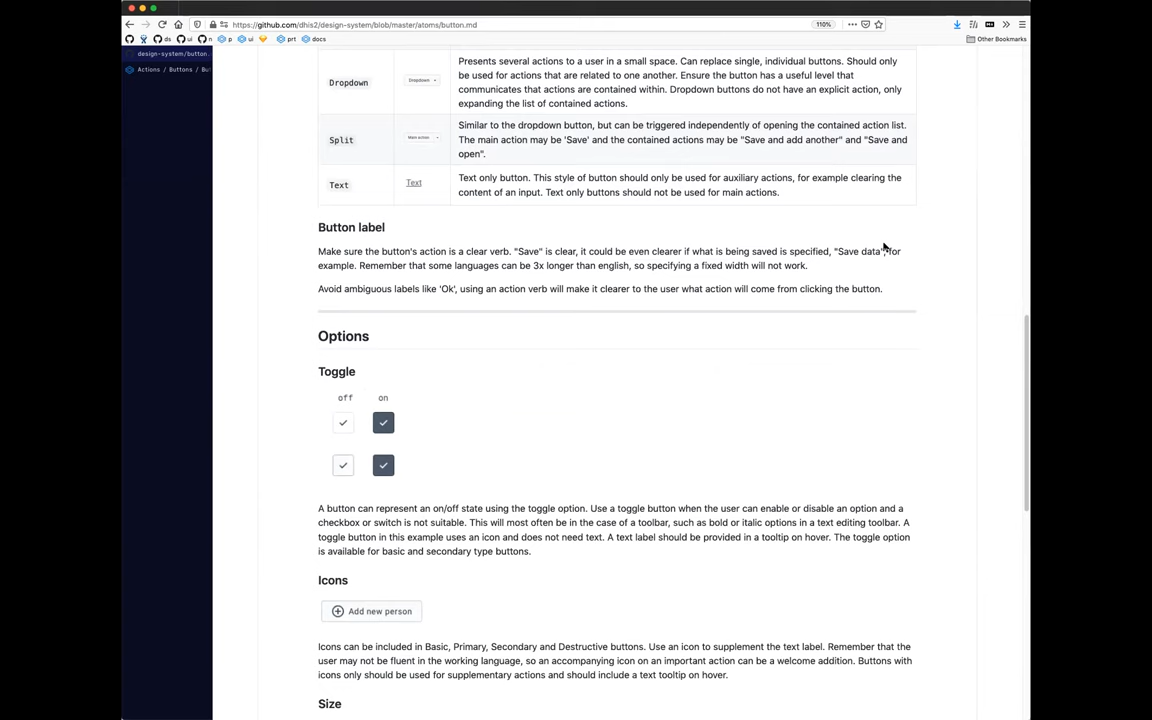 https://github.com/dhis2/design-system/blob/master/atoms/button.md
110%
ds
ui
n
p
ui
prt
docs
Other Bookmarks
design-system/button.
Actions / Buttons / Bu
Dropdown
Dropdown
Presents several actions to a user in a small space. Can replace single, individual buttons. Should only
be used for actions that are related to one another. Ensure the button has a useful level that
communicates that actions are contained within. Dropdown buttons do not have an explicit action, only
expanding the list of contained actions.
Split
Main action
Similar to the dropdown button, but can be triggered independently of opening the contained action list.
The main action may be 'Save' and the contained actions may be "Save and add another" and "Save and
open".
Text
Text
Text only button. This style of button should only be used for auxiliary actions, for example clearing the
content of an input. Text only buttons should not be used for main actions.
Button label
Make sure the button's action is a clear verb. "Save" is clear, it could be even clearer if what is being saved is specified, "Save data", for
example. Remember that some languages can be 3x longer than english, so specifying a fixed width will not work.
Avoid ambiguous labels like 'Ok', using an action verb will make it clearer to the user what action will come from clicking the button.
Options
Toggle
off on
A button can represent an on/off state using the toggle option. Use a toggle button when the user can enable or disable an option and a
checkbox or switch is not suitable. This will most often be in the case of a toolbar, such as bold or italic options in a text editing toolbar. A
toggle button in this example uses an icon and does not need text. A text label should be provided in a tooltip on hover. The toggle option
is available for basic and secondary type buttons.
Icons
Add new person
Icons can be included in Basic, Primary, Secondary and Destructive buttons. Use an icon to supplement the text label. Remember that the
user may not be fluent in the working language, so an accompanying icon on an important action can be a welcome addition. Buttons with
icons only should be used for supplementary actions and should include a text tooltip on hover.
Size